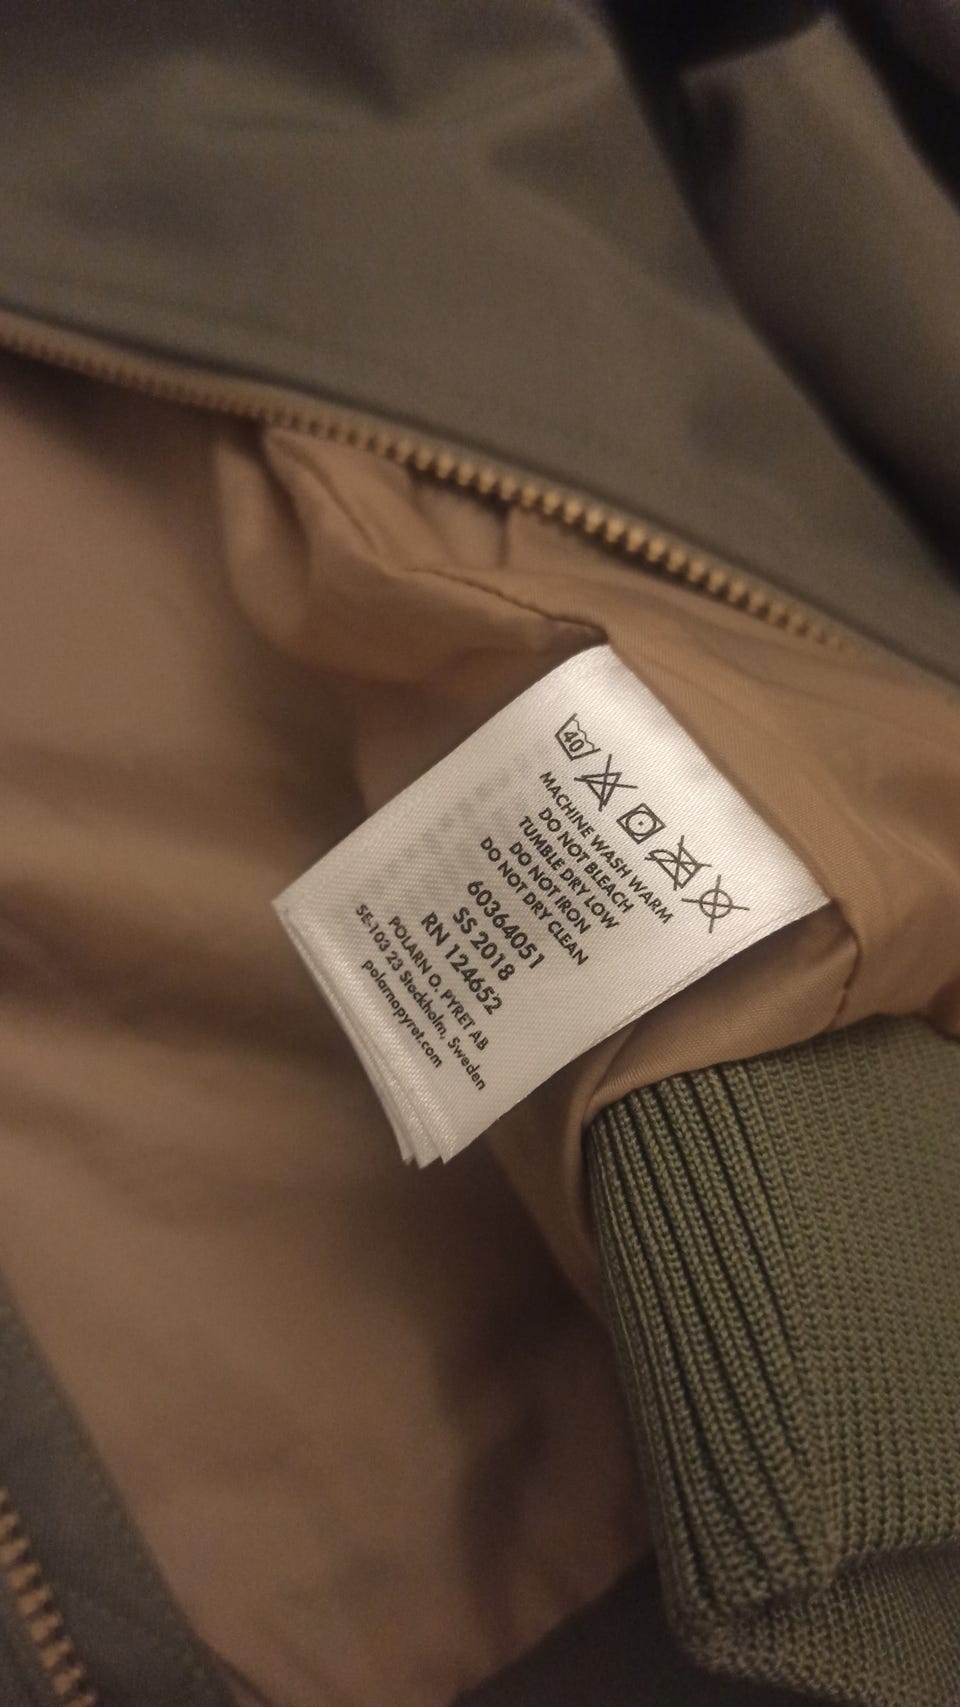 40
MACHINE WASH WARM
DO NOT BLEACH
TUMBLE DRY LOW
DO NOT IRON
DO NOT DRY CLEAN
60364051
SS 2018
RN 124652
POLARN O. PYRET AB
SE-103 23 Stockholm, Sweden
polarnopyret.com